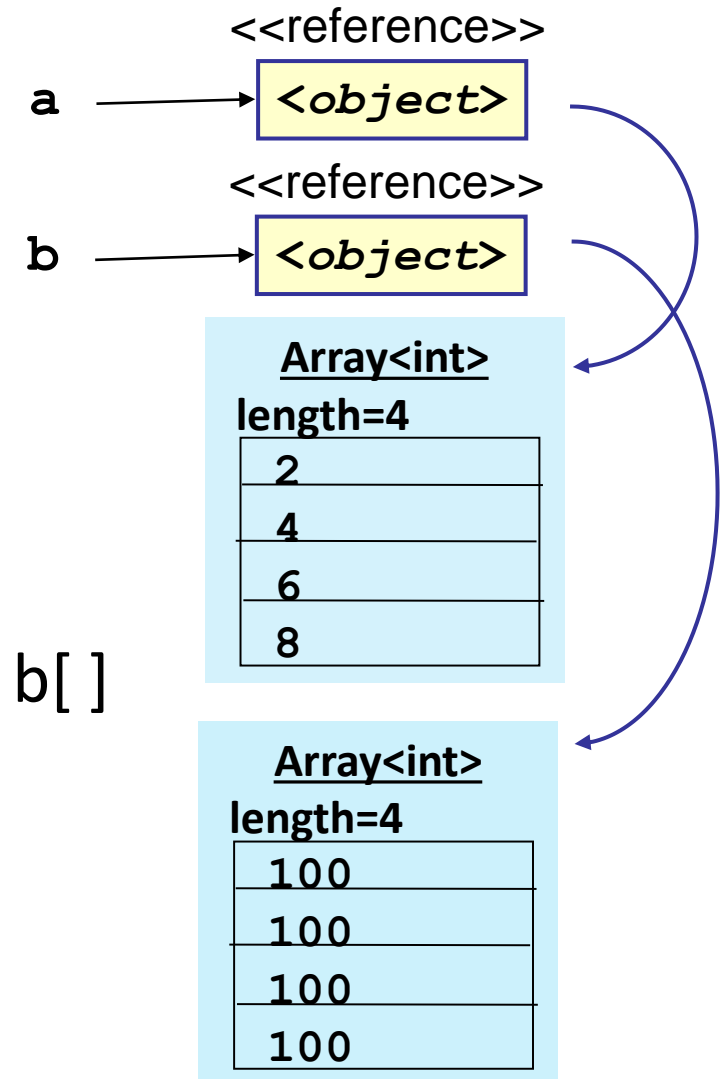 <<reference>>
a <object>
<<reference>>
b <object>
Array<int>
length=4
2
4
6
8
b[ ]
Array<int>
length=4
100
100
100
100